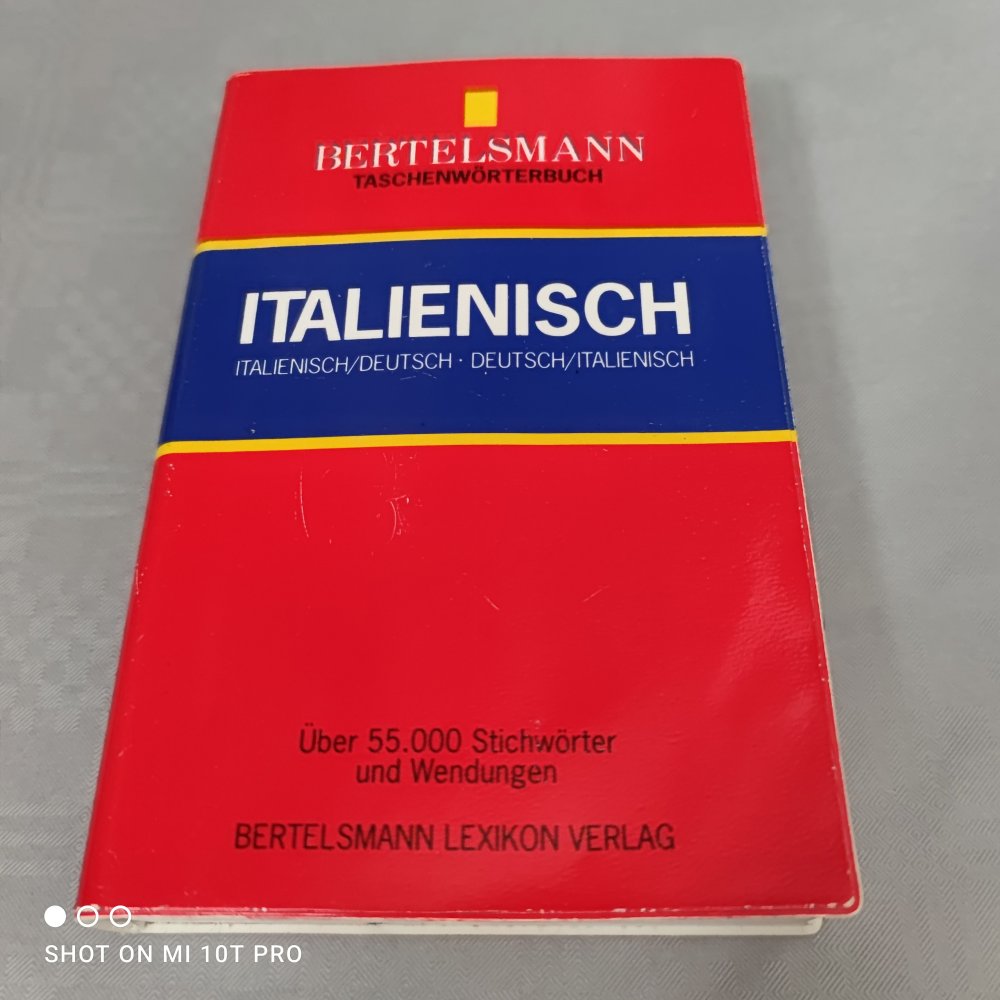 BERTELSMANN
TASCHENWÖRTERBUCH
ITALIENISCH
ITALIENISCH/DEUTSCH · DEUTSCH/ITALIENISCH
Über 55.000 Stichwörter
und Wendungen
BERTELSMANN LEXIKON VERLAG
SHOT ON MI 10T PRO